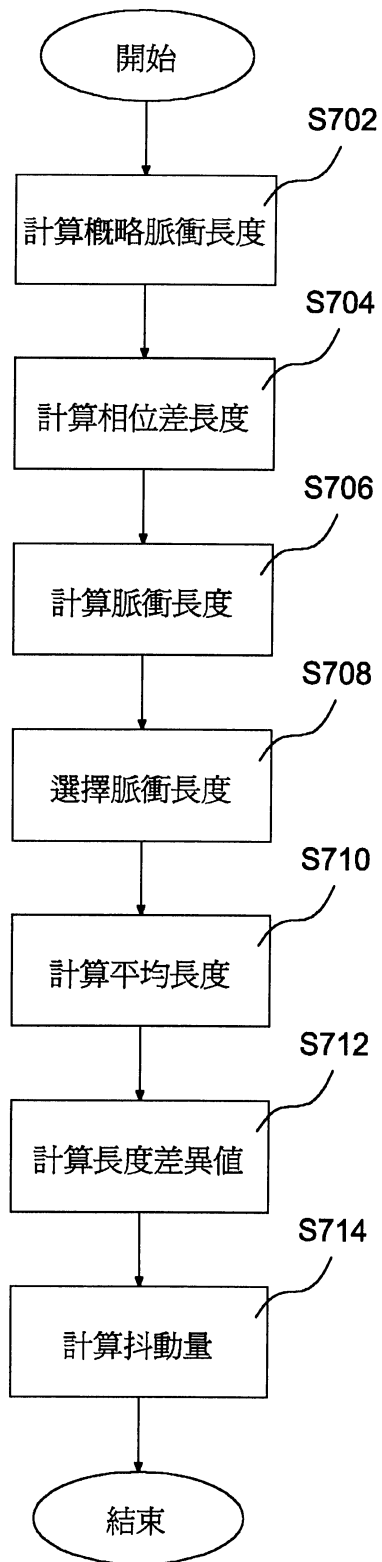 開始
S702
計算概略脈衝長度
S704
計算相位差長度
S706
計算脈衝長度
S708
選擇脈衝長度
S710
計算平均長度
S712
計算長度差異值
S714
計算抖動量
結束